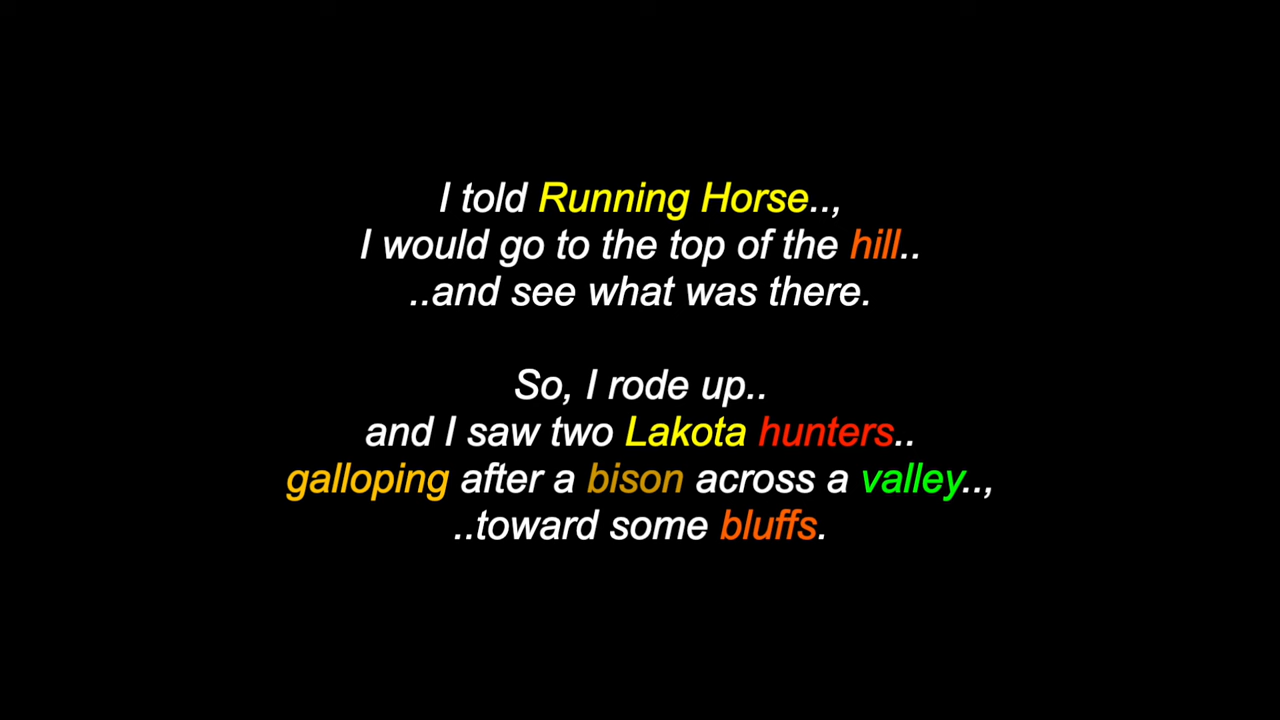 I told Running Horse..,
I would go to the top of the hill..
..and see what was there.
So, I rode up..
and I saw two Lakota hunters..
galloping after a bison across a valley..,
..toward some bluffs.